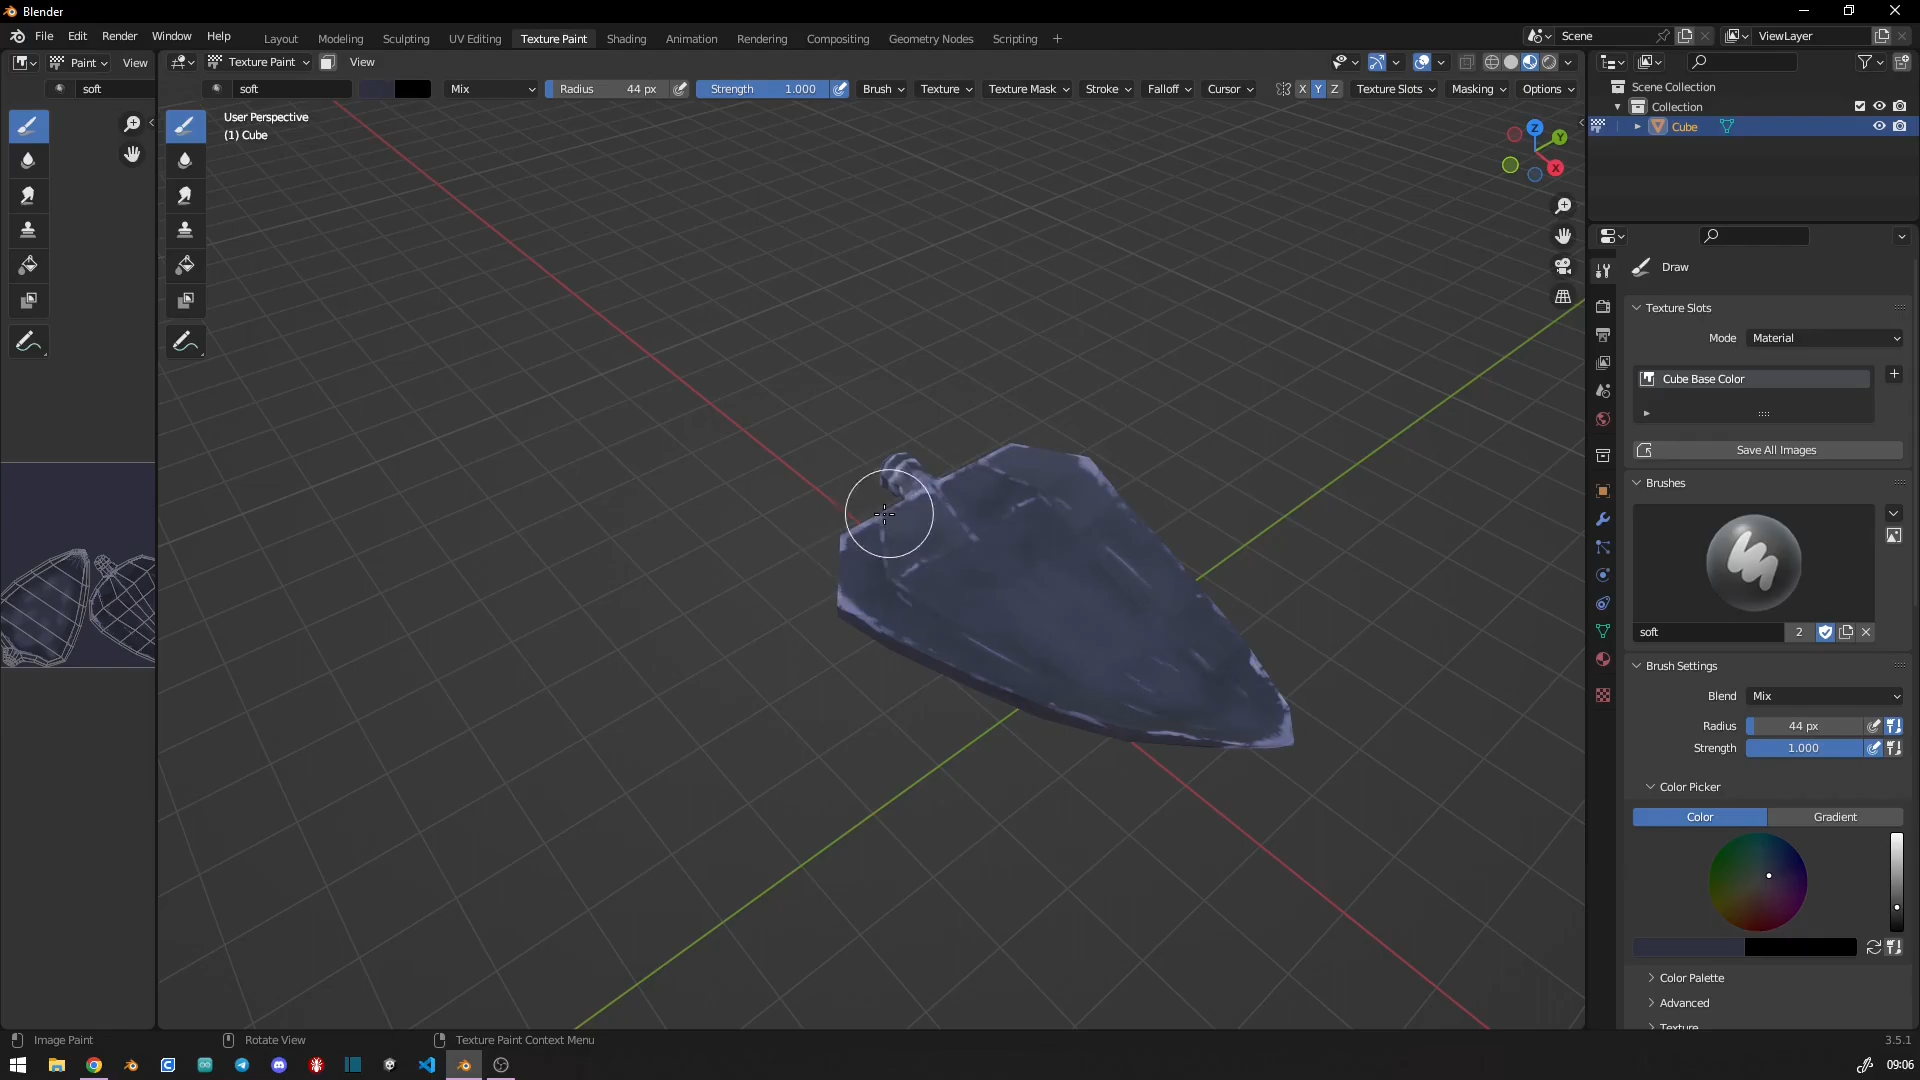 Blender
File Edit Render Window Help
Layout Modeling Sculpting UV Editing Texture Paint Shading Animation Rendering Compositing Geometry Nodes Scripting +
Scene
ViewLayer
Paint View
Texture Paint View
soft
soft
Mix
Radius 44 px
Strength 1.000
Brush Texture Texture Mask Stroke Falloff Cursor
X Y Z
Texture Slots Masking Options
User Perspective
(1) Cube
Z
Y
X
Scene Collection
Collection
Cube
Draw
Texture Slots
Mode Material
Cube Base Color
Save All Images
Brushes
soft 2
Brush Settings
Blend Mix
Radius 44 px
Strength 1.000
Color Picker
Color Gradient
Color Palette
Advanced
Texture
Image Paint Rotate View Texture Paint Context Menu
3.5.1
09:06